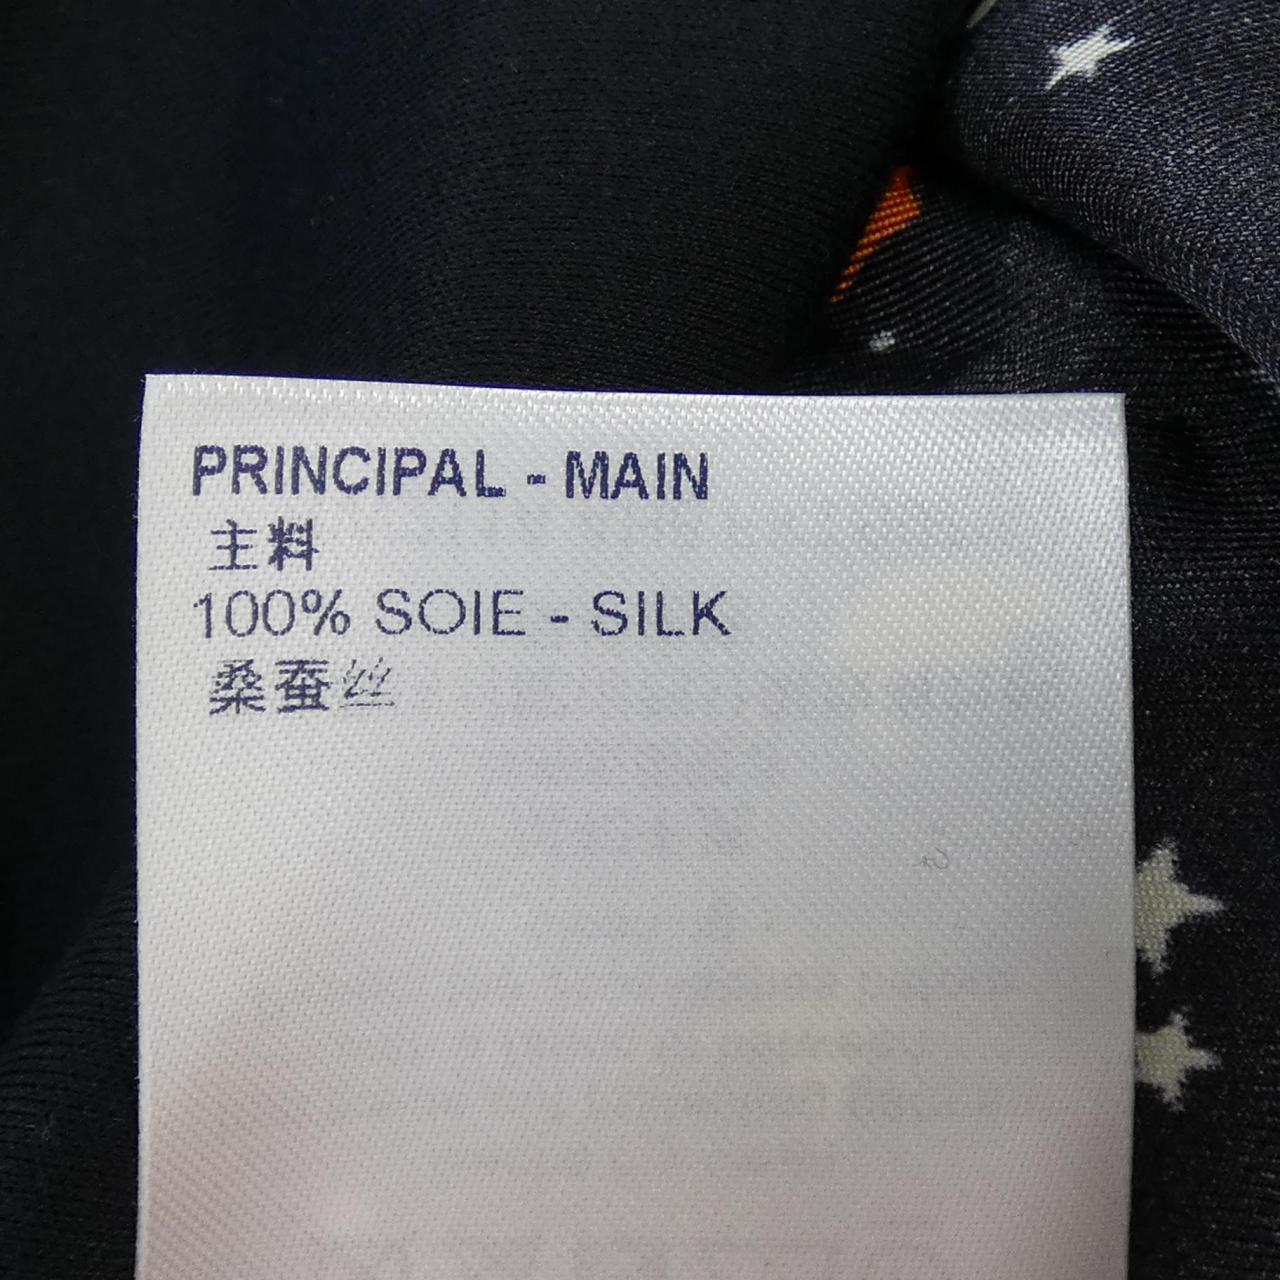 PRINCIPAL - MAIN
主料
100% SOIE - SILK
桑蚕丝